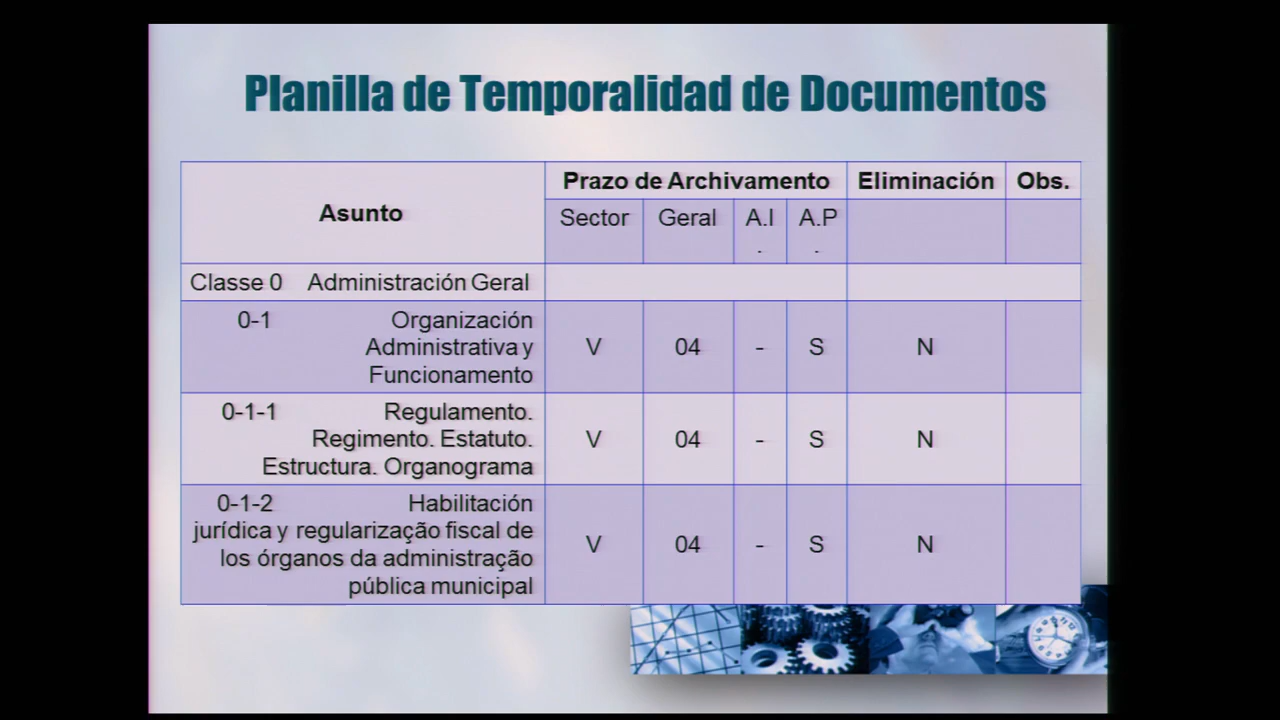 Planilla de Temporalidad de Documentos
Asunto
Prazo de Archivamento Eliminación Obs.
Sector Geral A.I. A.P.
Classe 0 Administración Geral
0-1 Organización
Administrativa y
Funcionamento
V 04 - S N
0-1-1 Regulamento.
Regimento. Estatuto.
Estructura. Organograma
V 04 - S N
0-1-2 Habilitación
jurídica y regularização fiscal de
los órganos da administração
pública municipal
V 04 - S N